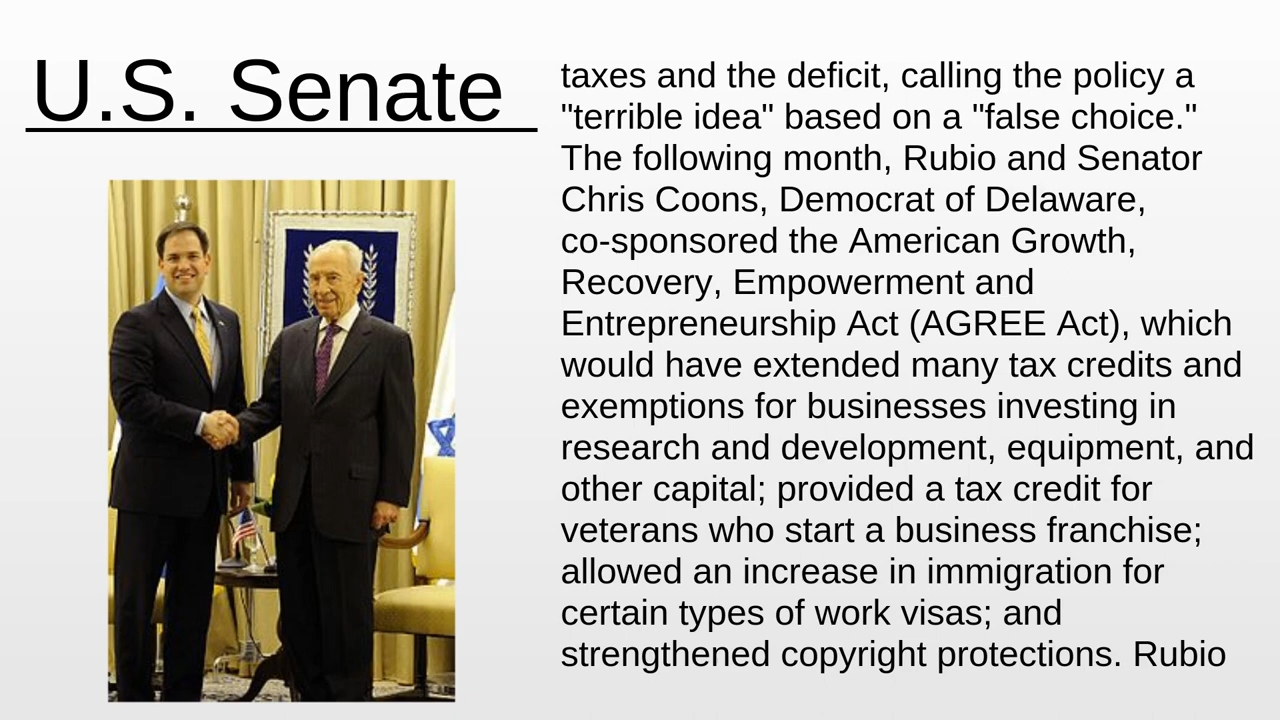 U.S. Senate
taxes and the deficit, calling the policy a
"terrible idea" based on a "false choice."
The following month, Rubio and Senator
Chris Coons, Democrat of Delaware,
co-sponsored the American Growth,
Recovery, Empowerment and
Entrepreneurship Act (AGREE Act), which
would have extended many tax credits and
exemptions for businesses investing in
research and development, equipment, and
other capital; provided a tax credit for
veterans who start a business franchise;
allowed an increase in immigration for
certain types of work visas; and
strengthened copyright protections. Rubio